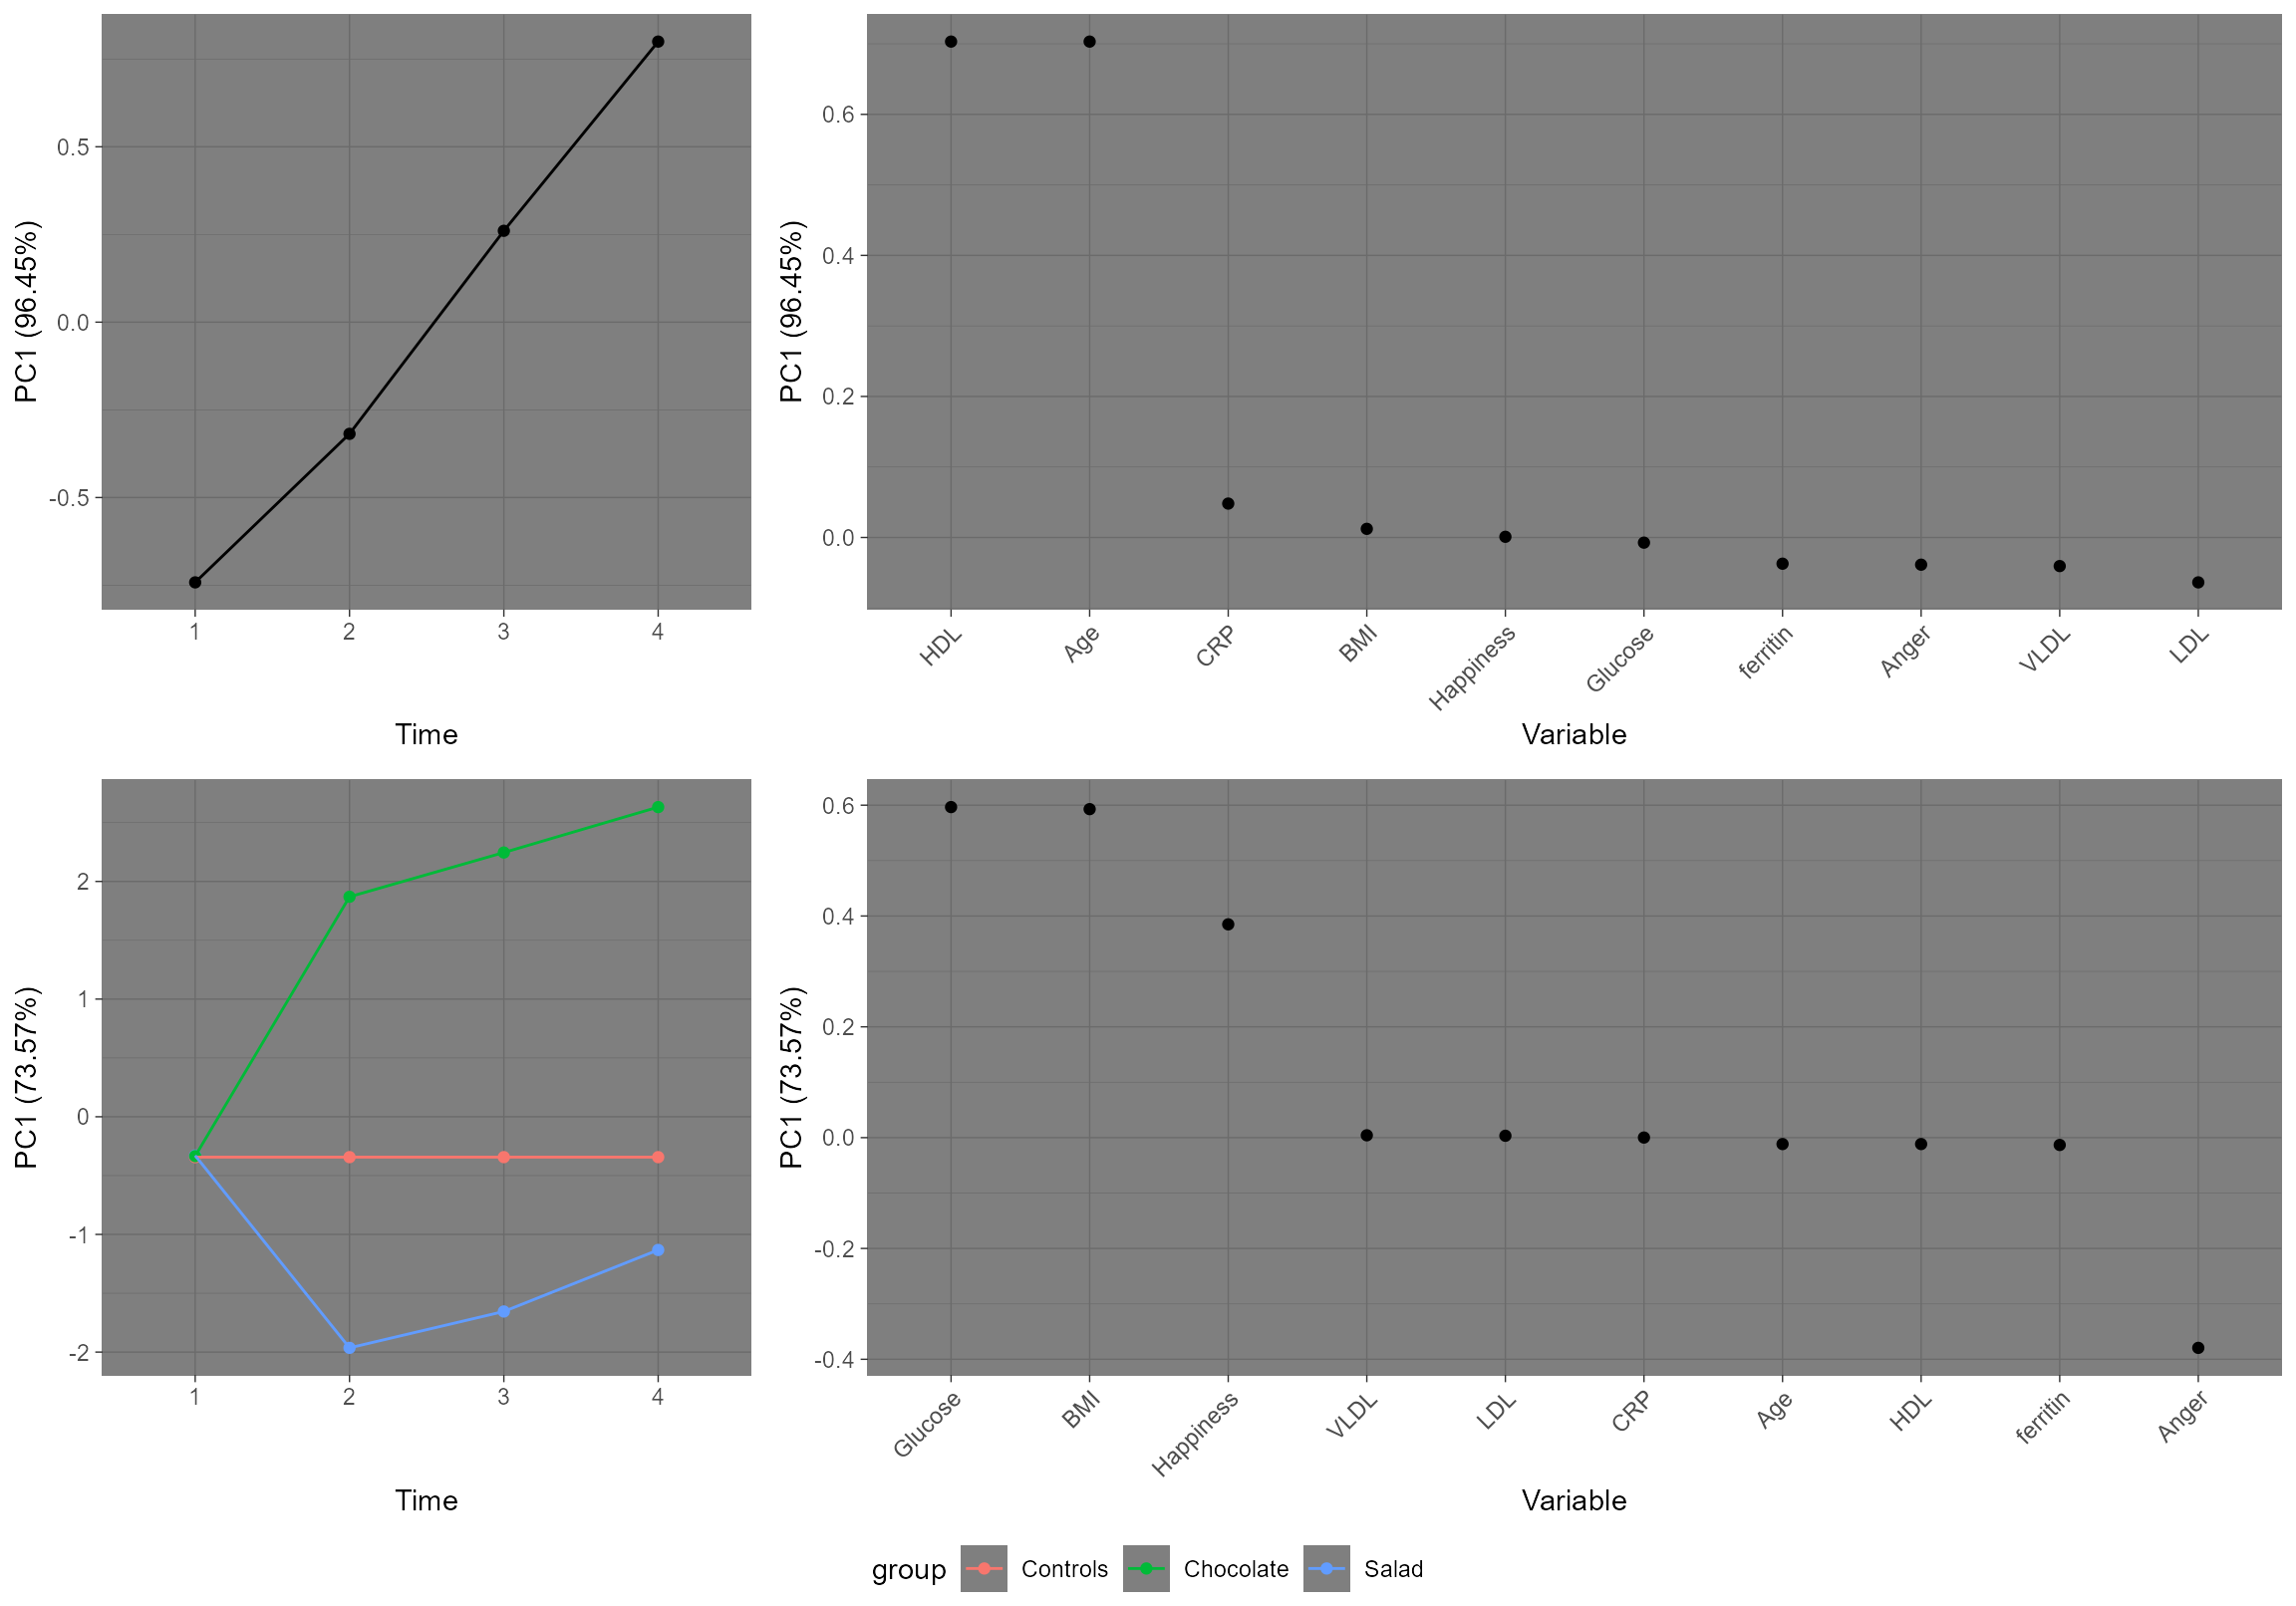 PC1 (96.45%)
0.5
0.0
-0.5
1 2 3 4
Time
PC1 (96.45%)
0.6
0.4
0.2
0.0
HDL Age CRP BMI Happiness Glucose ferritin Anger VLDL LDL
Variable
PC1 (73.57%)
2
1
0
-1
-2
1 2 3 4
Time
PC1 (73.57%)
0.6
0.4
0.2
0.0
-0.2
-0.4
Glucose BMI Happiness VLDL LDL CRP Age HDL ferritin Anger
Variable
group Controls Chocolate Salad